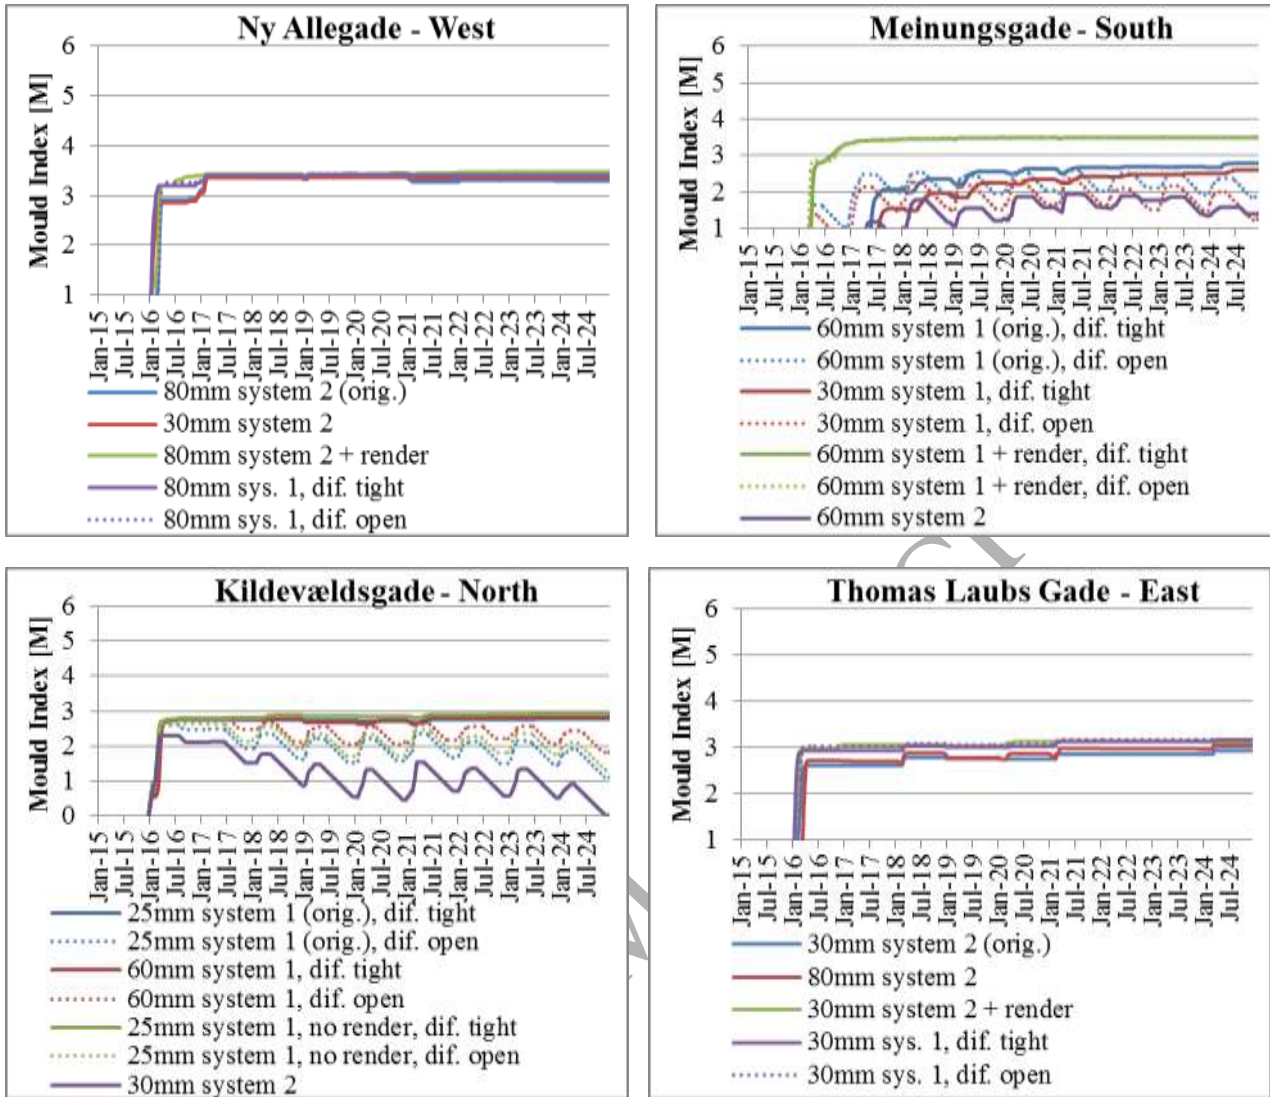 Ny Allegade - West
Mould Index [M]
6
5
4
3
2
1
Jan-15
Jul-15
Jan-16
Jul-16
Jan-17
Jul-17
Jan-18
Jul-18
Jan-19
Jul-19
Jan-20
Jul-20
Jan-21
Jul-21
Jan-22
Jul-22
Jan-23
Jul-23
Jan-24
Jul-24
80mm system 2 (orig.)
30mm system 2
80mm system 2 + render
80mm sys. 1, dif. tight
80mm sys. 1, dif. open
Meinungsgade - South
Mould Index [M]
6
5
4
3
2
1
Jan-15
Jul-15
Jan-16
Jul-16
Jan-17
Jul-17
Jan-18
Jul-18
Jan-19
Jul-19
Jan-20
Jul-20
Jan-21
Jul-21
Jan-22
Jul-22
Jan-23
Jul-23
Jan-24
Jul-24
60mm system 1 (orig.), dif. tight
60mm system 1 (orig.), dif. open
30mm system 1, dif. tight
30mm system 1, dif. open
60mm system 1 + render, dif. tight
60mm system 1 + render, dif. open
60mm system 2
Kildevældsgade - North
Mould Index [M]
6
5
4
3
2
1
0
Jan-15
Jul-15
Jan-16
Jul-16
Jan-17
Jul-17
Jan-18
Jul-18
Jan-19
Jul-19
Jan-20
Jul-20
Jan-21
Jul-21
Jan-22
Jul-22
Jan-23
Jul-23
Jan-24
Jul-24
25mm system 1 (orig.), dif. tight
25mm system 1 (orig.), dif. open
60mm system 1, dif. tight
60mm system 1, dif. open
25mm system 1, no render, dif. tight
25mm system 1, no render, dif. open
30mm system 2
Thomas Laubs Gade - East
Mould Index [M]
6
5
4
3
2
1
Jan-15
Jul-15
Jan-16
Jul-16
Jan-17
Jul-17
Jan-18
Jul-18
Jan-19
Jul-19
Jan-20
Jul-20
Jan-21
Jul-21
Jan-22
Jul-22
Jan-23
Jul-23
Jan-24
Jul-24
30mm system 2 (orig.)
80mm system 2
30mm system 2 + render
30mm sys. 1, dif. tight
30mm sys. 1, dif. open